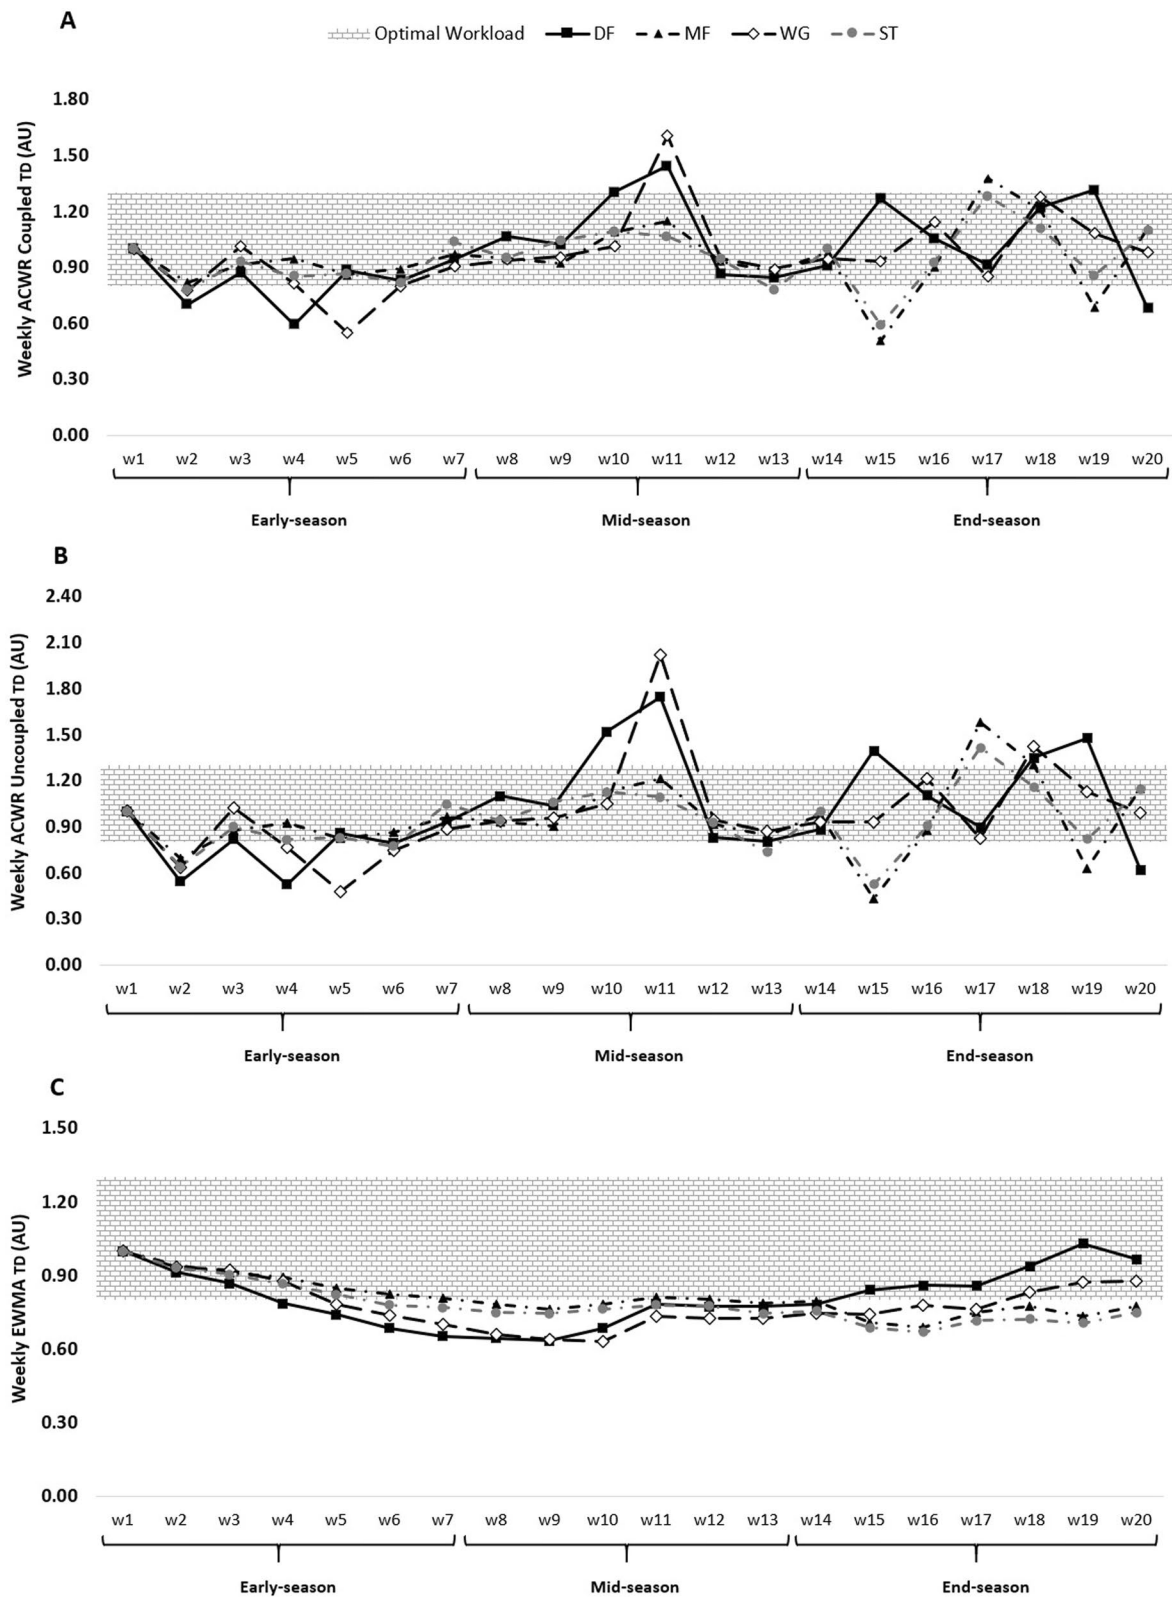 A
Optimal Workload DF MF WG ST
Weekly ACWR Coupled TD (AU)
1.80
1.50
1.20
0.90
0.60
0.30
0.00
w1 w2 w3 w4 w5 w6 w7 w8 w9 w10 w11 w12 w13 w14 w15 w16 w17 w18 w19 w20
Early-season Mid-season End-season
B
Weekly ACWR Uncoupled TD (AU)
2.40
2.10
1.80
1.50
1.20
0.90
0.60
0.30
0.00
w1 w2 w3 w4 w5 w6 w7 w8 w9 w10 w11 w12 w13 w14 w15 w16 w17 w18 w19 w20
Early-season Mid-season End-season
C
Weekly EWMA TD (AU)
1.50
1.20
0.90
0.60
0.30
0.00
w1 w2 w3 w4 w5 w6 w7 w8 w9 w10 w11 w12 w13 w14 w15 w16 w17 w18 w19 w20
Early-season Mid-season End-season